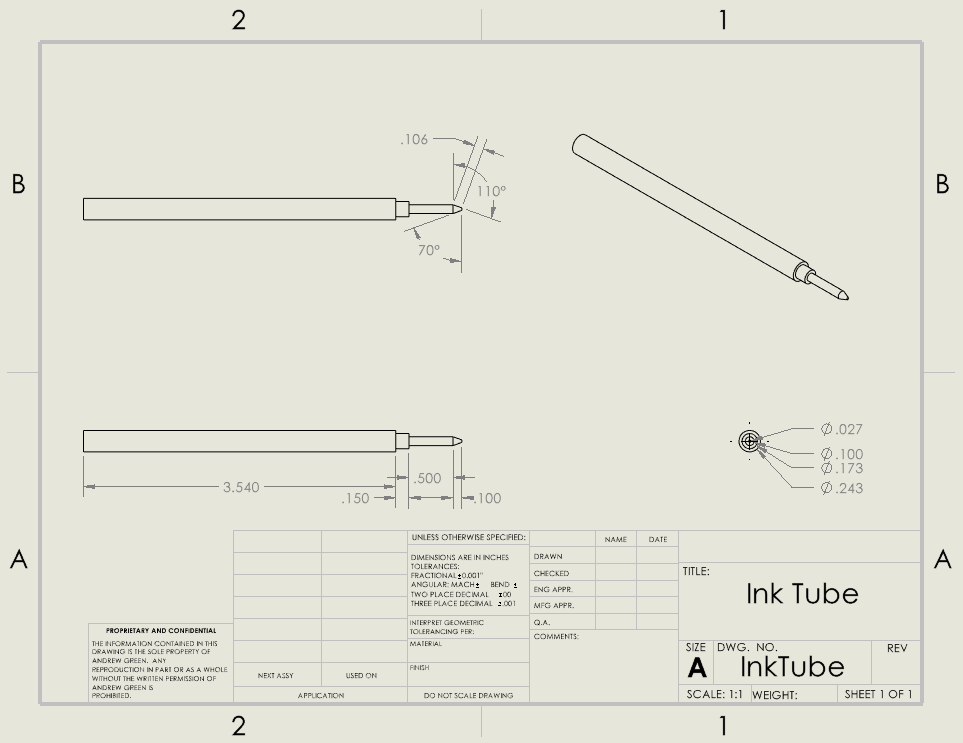 2 1
B B
.106
110°
70°
Ø.027
Ø.100
Ø.173
Ø.243
.500
3.540
.150 .100
A A
UNLESS OTHERWISE SPECIFIED:
NAME DATE
DIMENSIONS ARE IN INCHES
TOLERANCES:
FRACTIONAL±0.001"
ANGULAR: MACH± BEND ±
TWO PLACE DECIMAL ±00
THREE PLACE DECIMAL ±.001
INTERPRET GEOMETRIC
TOLERANCING PER:
MATERIAL
FINISH
DO NOT SCALE DRAWING
DRAWN
CHECKED
ENG APPR.
MFG APPR.
Q.A.
COMMENTS:
TITLE:
Ink Tube
SIZE DWG. NO. REV
A InkTube
SCALE: 1:1 WEIGHT: SHEET 1 OF 1
PROPRIETARY AND CONFIDENTIAL
THE INFORMATION CONTAINED IN THIS
DRAWING IS THE SOLE PROPERTY OF
ANDREW GREEN. ANY
REPRODUCTION IN PART OR AS A WHOLE
WITHOUT THE WRITTEN PERMISSION OF
ANDREW GREEN IS
PROHIBITED.
NEXT ASSY USED ON
APPLICATION
2 1